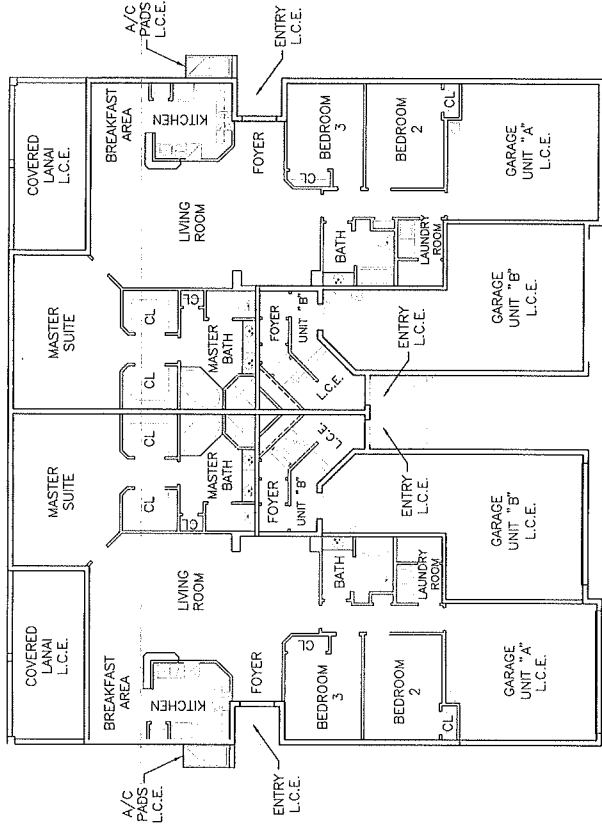 A/C
PADS
L.C.E.
ENTRY
L.C.E.
COVERED
LANAI
L.C.E.
BREAKFAST
AREA
KITCHEN
FOYER
BEDROOM
3
CL
BEDROOM
2
CL
GARAGE
UNIT "A"
L.C.E.
LIVING
ROOM
BATH
LAUNDRY
ROOM
MASTER
SUITE
CL
CL
CL
MASTER
BATH
FOYER
UNIT "B"
L.C.E.
GARAGE
UNIT "B"
L.C.E.
ENTRY
L.C.E.
MASTER
SUITE
CL
CL
CL
MASTER
BATH
FOYER
UNIT "B"
L.C.E.
ENTRY
L.C.E.
GARAGE
UNIT "B"
L.C.E.
LIVING
ROOM
BATH
LAUNDRY
ROOM
COVERED
LANAI
L.C.E.
BREAKFAST
AREA
KITCHEN
FOYER
CL
BEDROOM
3
BEDROOM
2
CL
GARAGE
UNIT "A"
L.C.E.
A/C
PADS
L.C.E.
ENTRY
L.C.E.